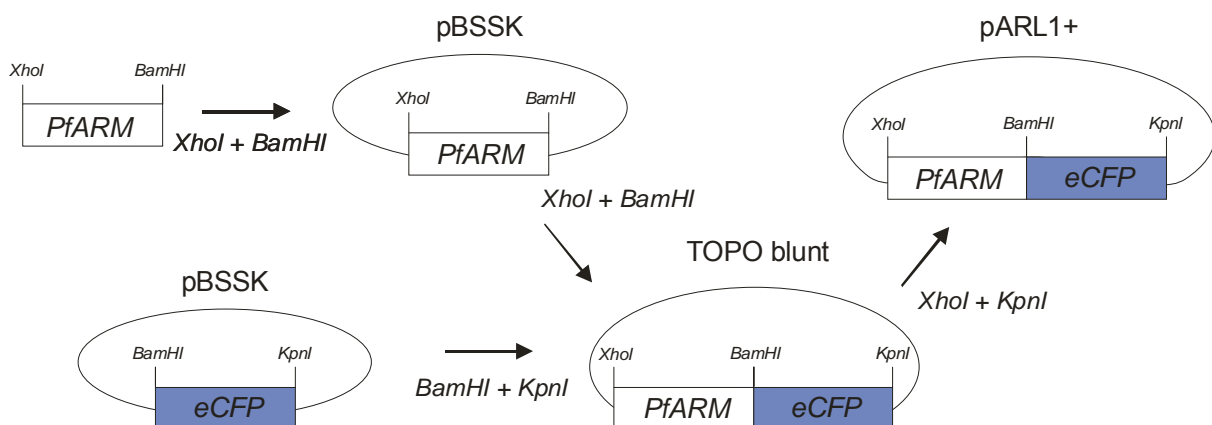 pBSSK
pARL1+
XhoI
BamHI
PfARM
XhoI + BamHI
XhoI
BamHI
PfARM
XhoI
BamHI
KpnI
PfARM
eCFP
XhoI + BamHI
TOPO blunt
XhoI + KpnI
pBSSK
BamHI
KpnI
eCFP
BamHI + KpnI
XhoI
BamHI
KpnI
PfARM
eCFP